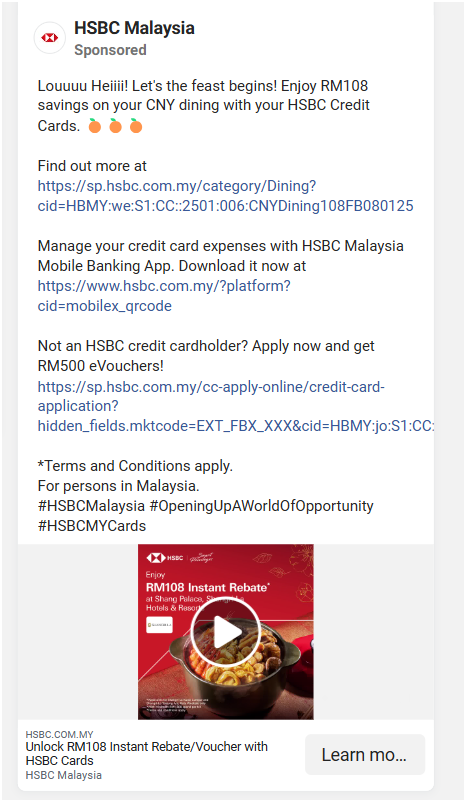 HSBC Malaysia
Sponsored
Louuuu Heiiii! Let's the feast begins! Enjoy RM108
savings on your CNY dining with your HSBC Credit
Cards. 🍊 🍊 🍊
Find out more at
https://sp.hsbc.com.my/category/Dining?
cid=HBMY:we:S1:CC::2501:006:CNYDining108FB080125
Manage your credit card expenses with HSBC Malaysia
Mobile Banking App. Download it now at
https://www.hsbc.com.my/?platform?
cid=mobilex_qrcode
Not an HSBC credit cardholder? Apply now and get
RM500 eVouchers!
https://sp.hsbc.com.my/cc-apply-online/credit-card-
application?
hidden_fields.mktcode=EXT_FBX_XXX&cid=HBMY:jo:S1:CC:
*Terms and Conditions apply.
For persons in Malaysia.
#HSBCMalaysia #OpeningUpAWorldOfOpportunity
#HSBCMYCards
HSBC
Enjoy
RM108 Instant Rebate*
at Shang Palace,
Hotels &
HSBC.COM.MY
Unlock RM108 Instant Rebate/Voucher with
HSBC Cards
HSBC Malaysia
Learn mo...